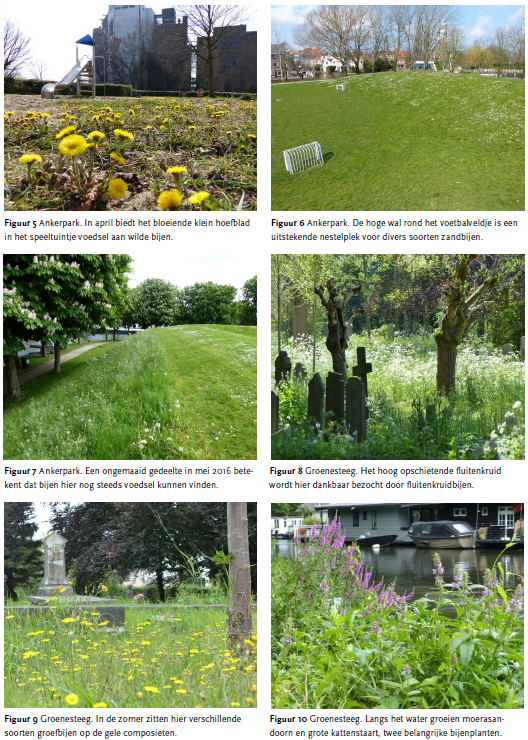 Figuur 5 Ankerpark. In april biedt het bloeiende klein hoefblad
in het speeltuintje voedsel aan wilde bijen.
Figuur 6 Ankerpark. De hoge wal rond het voetbalveldje is een
uitstekende nestelplek voor divers soorten zandbijen.
Figuur 7 Ankerpark. Een ongemaaid gedeelte in mei 2016 bete-
kent dat bijen hier nog steeds voedsel kunnen vinden.
Figuur 8 Groenesteeg. Het hoog opschietende fluitenkruid
wordt hier dankbaar bezocht door fluitenkruidbijen.
Figuur 9 Groenesteeg. In de zomer zitten hier verschillende
soorten groefbijen op de gele composieten.
Figuur 10 Groenesteeg. Langs het water groeien moerasan-
doorn en grote kattenstaart, twee belangrijke bijenplanten.